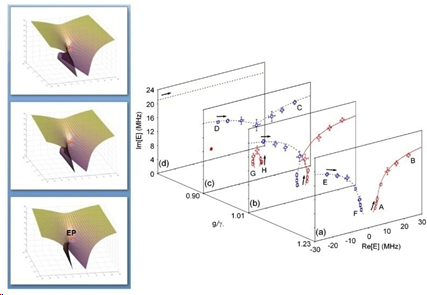 EP
Im[E] (MHz)
24
20
16
12
8
4
0
(d)
(c)
(b)
(a)
D
C
G
H
E
F
A
B
0.90
1.01
1.23
g/γ.
-30
-20
-10
0
10
20
30
Re[E] (MHz)